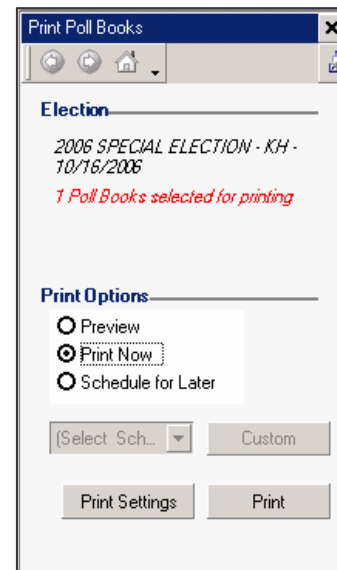 Print Poll Books
Election
2006 SPECIAL ELECTION - KH -
10/16/2006
1 Poll Books selected for printing
Print Options
Preview
Print Now
Schedule for Later
(Select Sch...
Custom
Print Settings
Print